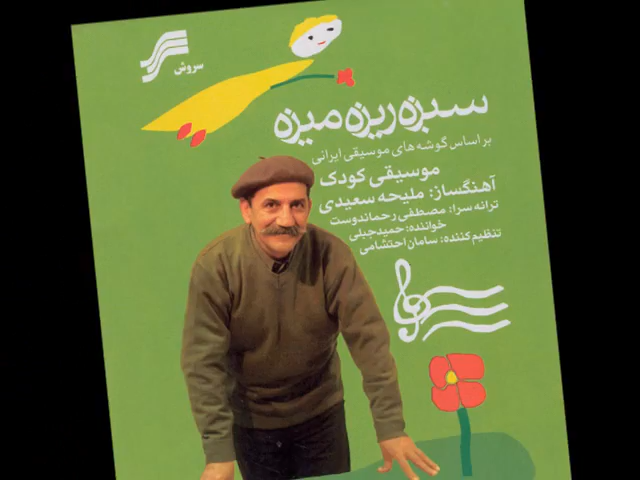 سروش
سبزه ریزه میزه
بر اساس گوشه های موسیقی ایرانی
موسیقی کودک
آهنگساز: ملیحه سعیدی
ترانه سرا: مصطفی رحماندوست
خواننده: حمید جبلی
تنظیم کننده: سامان احتشامی